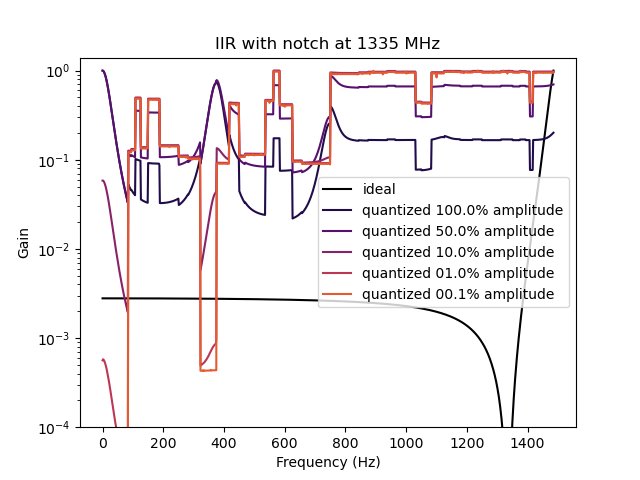 IIR with notch at 1335 MHz
10⁰
10⁻¹
10⁻²
10⁻³
10⁻⁴
Gain
ideal
quantized 100.0% amplitude
quantized 50.0% amplitude
quantized 10.0% amplitude
quantized 01.0% amplitude
quantized 00.1% amplitude
0 200 400 600 800 1000 1200 1400
Frequency (Hz)